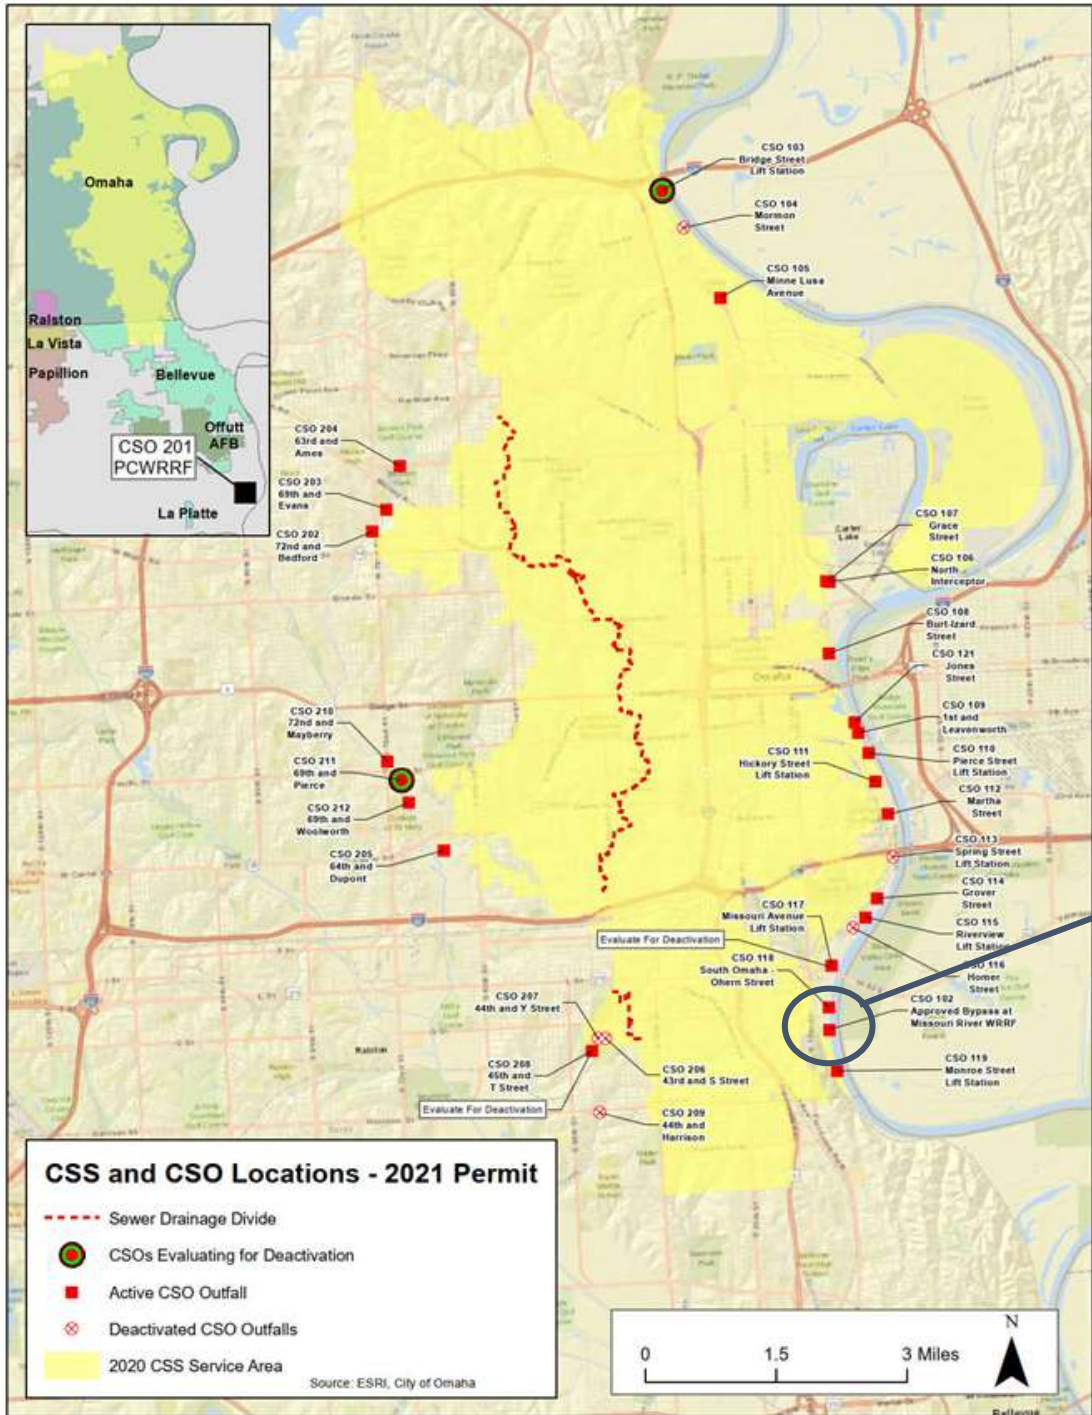 Omaha
Ralston
La Vista
Papillion
Bellevue
Offutt
AFB
CSO 201
PCWRRF
La Platte
CSO 103
Bridge Street
Lift Station
CSO 104
Mormon
Street
CSO 105
Minne Lusa
Avenue
CSO 204
63rd and
Ames
CSO 203
69th and
Evans
CSO 202
72nd and
Bedford
CSO 107
Grace
Street
CSO 106
North
Interceptor
Carter
Lake
CSO 108
Burt-Izard
Street
CSO 121
Jones
Street
CSO 109
1st and
Leavenworth
CSO 110
Pierce Street
Lift Station
CSO 111
Hickory Street
Lift Station
CSO 112
Martha
Street
CSO 210
72nd and
Mayberry
CSO 211
69th and
Pierce
CSO 212
69th and
Woolworth
CSO 205
64th and
Dupont
CSO 113
Spring Street
Lift Station
CSO 114
Grover
Street
CSO 115
Riverview
Lift Station
CSO 116
Homer
Street
CSO 117
Missouri Avenue
Lift Station
Evaluate For Deactivation
CSO 118
South Omaha -
Ohern Street
CSO 102
Approved Bypass at
Missouri River WRRF
CSO 119
Monroe Street
Lift Station
CSO 207
44th and Y Street
CSO 206
43rd and S Street
CSO 208
45th and
T Street
Evaluate For Deactivation
CSO 209
44th and
Harrison
Ralston
CSS and CSO Locations - 2021 Permit
Sewer Drainage Divide
CSOs Evaluating for Deactivation
Active CSO Outfall
Deactivated CSO Outfalls
2020 CSS Service Area
Source: ESRI, City of Omaha
N
0 1.5 3 Miles
Bellevue